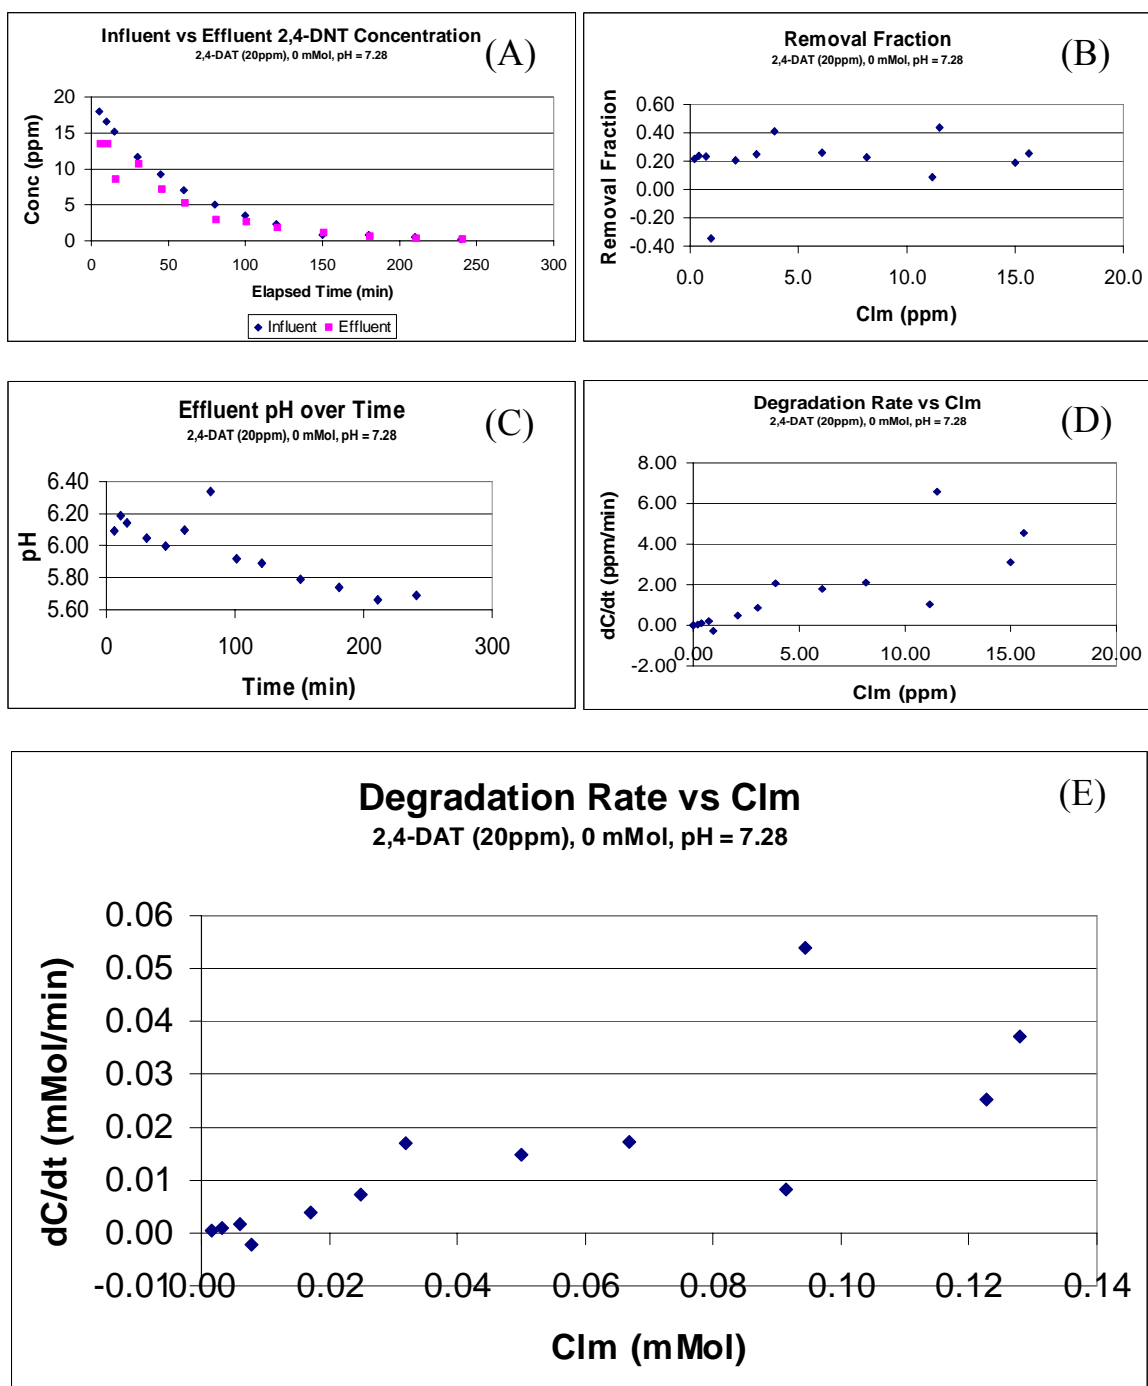 Influent vs Effluent 2,4-DNT Concentration
2,4-DAT (20ppm), 0 mMol, pH = 7.28
(A)
Conc (ppm)
20
15
10
5
0
0 50 100 150 200 250 300
Elapsed Time (min)
Influent Effluent
Removal Fraction
2,4-DAT (20ppm), 0 mMol, pH = 7.28
(B)
Removal Fraction
0.60
0.40
0.20
0.00
-0.20
-0.40
0.0 5.0 10.0 15.0 20.0
Clm (ppm)
Effluent pH over Time
2,4-DAT (20ppm), 0 mMol, pH = 7.28
(C)
pH
6.40
6.20
6.00
5.80
5.60
0 100 200 300
Time (min)
Degradation Rate vs Clm
2,4-DAT (20ppm), 0 mMol, pH = 7.28
(D)
dC/dt (ppm/min)
8.00
6.00
4.00
2.00
0.00
-2.00
0.00 5.00 10.00 15.00 20.00
Clm (ppm)
Degradation Rate vs Clm
2,4-DAT (20ppm), 0 mMol, pH = 7.28
(E)
dC/dt (mMol/min)
0.06
0.05
0.04
0.03
0.02
0.01
0.00
-0.01
0.00 0.02 0.04 0.06 0.08 0.10 0.12 0.14
Clm (mMol)